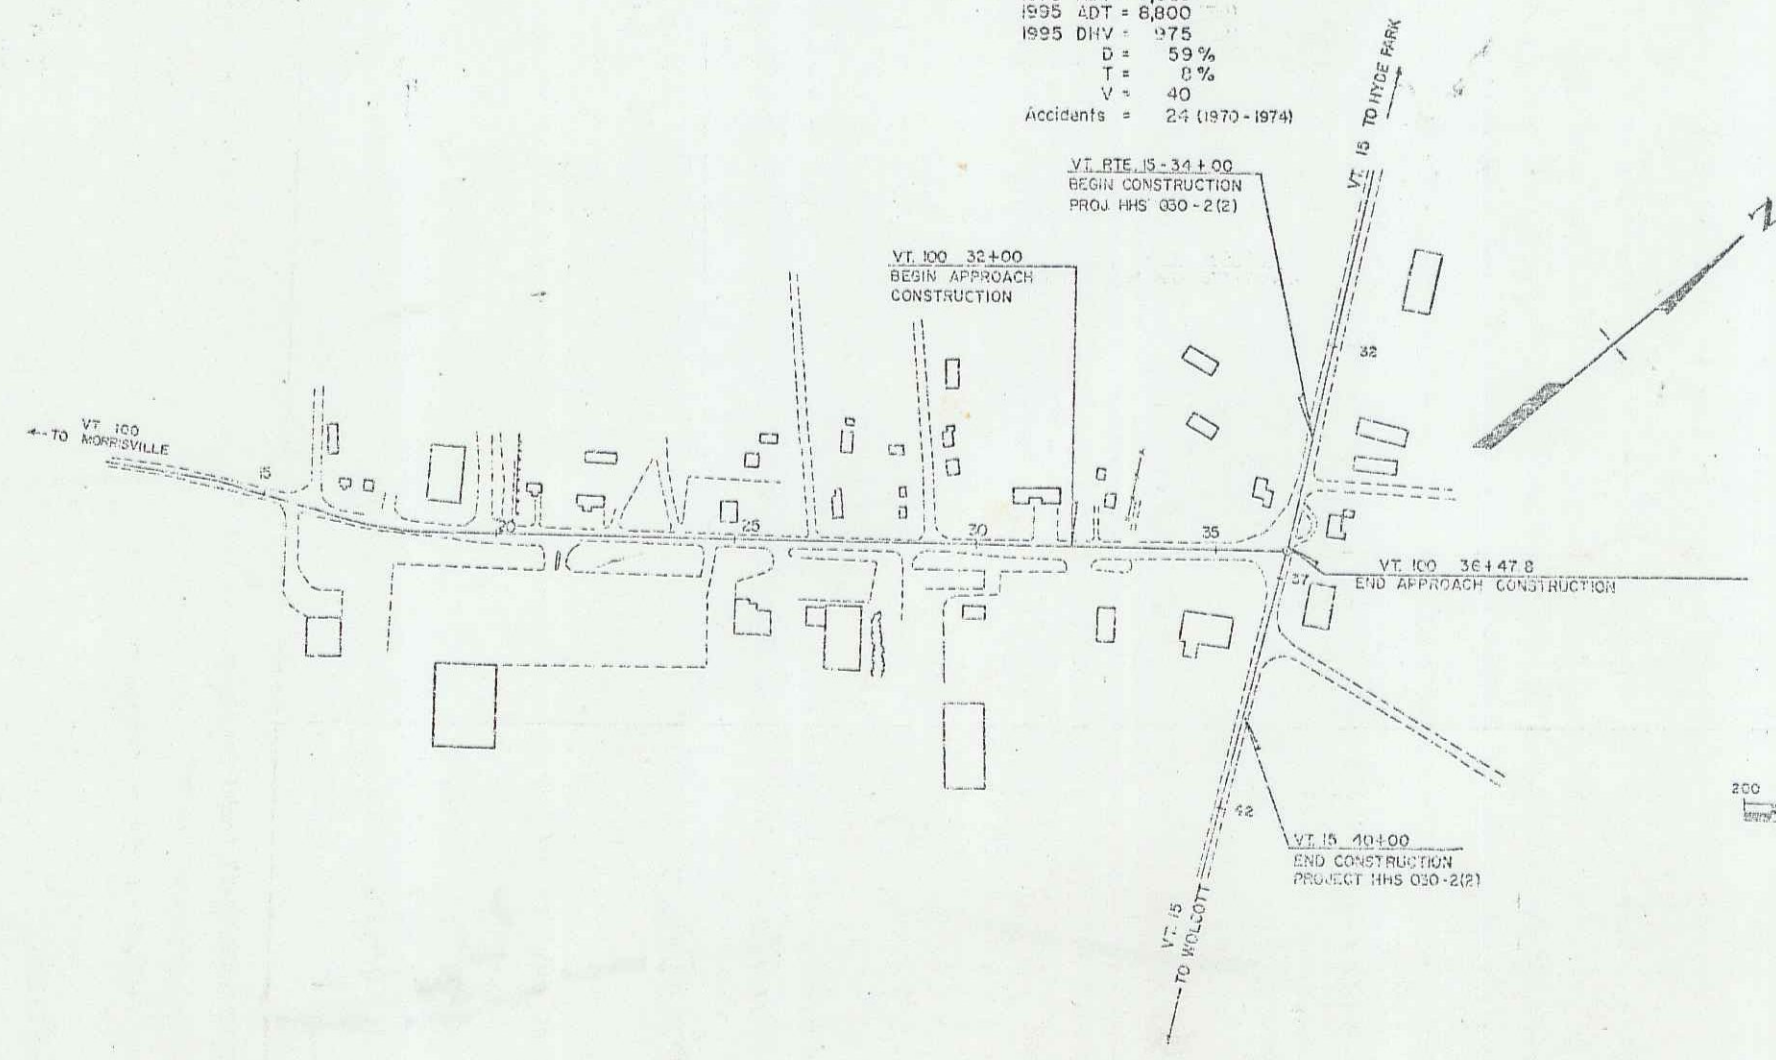 1995 ADT = 8,800
1995 DHV = 975
D = 59 %
T = 8 %
V = 40
Accidents = 24 (1970 - 1974)
VT. 15 TO HYDE PARK
VT. RTE. 15 - 34 + 00
BEGIN CONSTRUCTION
PROJ. HHS 030 - 2(2)
VT. 100 32+00
BEGIN APPROACH
CONSTRUCTION
32
VT. 100
TO MORRISVILLE
15
20
25
30
35
37
VT. 100 36+47.8
END APPROACH CONSTRUCTION
42
VT. 15 40+00
END CONSTRUCTION
PROJECT HHS 030-2(2)
VT. 15
TO WOLCOTT
200